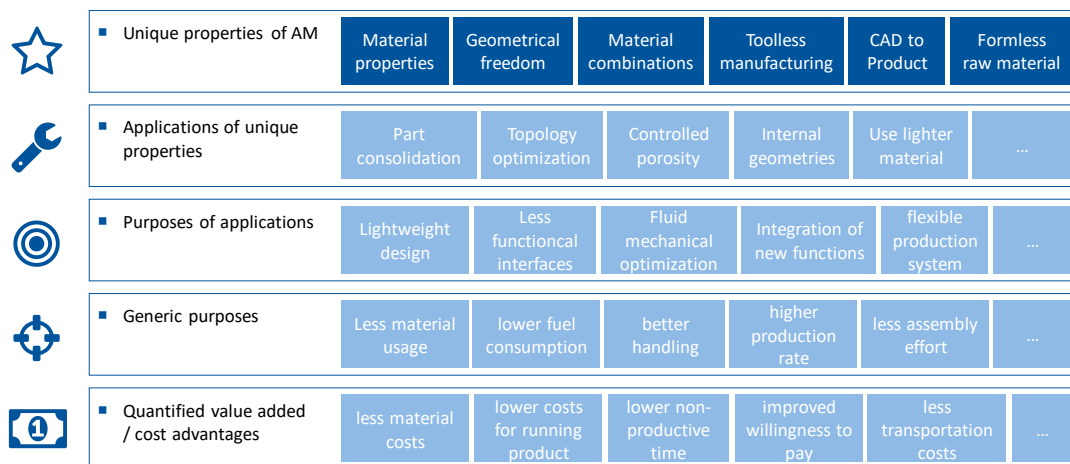 Unique properties of AM
Material
properties
Geometrical
freedom
Material
combinations
Toolless
manufacturing
CAD to
Product
Formless
raw material
Applications of unique
properties
Part
consolidation
Topology
optimization
Controlled
porosity
Internal
geometries
Use lighter
material
...
Purposes of applications
Lightweight
design
Less
functioncal
interfaces
Fluid
mechanical
optimization
Integration of
new functions
flexible
production
system
...
Generic purposes
Less material
usage
lower fuel
consumption
better
handling
higher
production
rate
less assembly
effort
...
1
Quantified value added
/ cost advantages
less material
costs
lower costs
for running
product
lower non-
productive
time
improved
willingness to
pay
less
transportation
costs
...